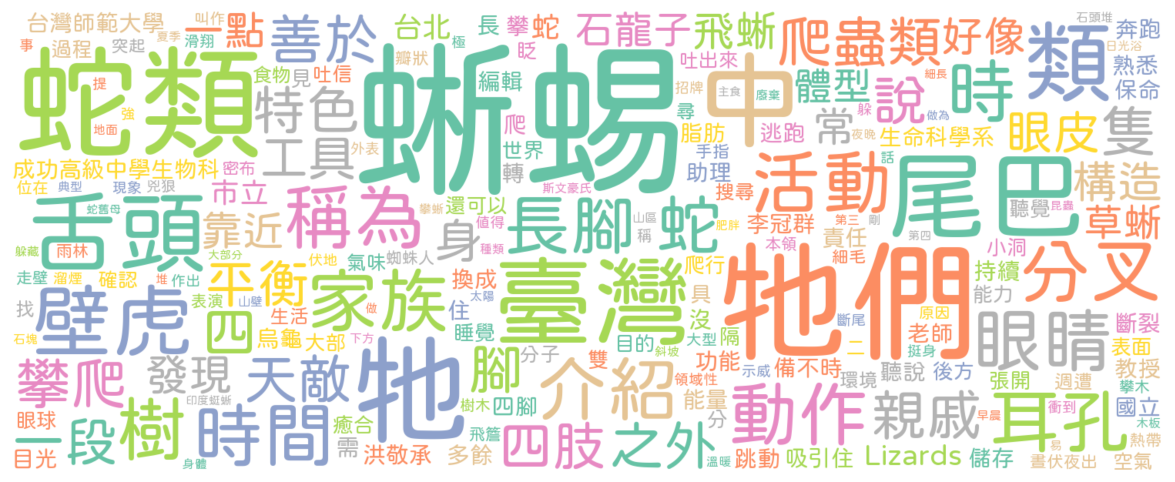 台灣師範大學
叫作
一點
善於
台北
長
攀
蛇
石龍子
飛蜥
爬蟲類
好像
類
石頭堆
奔跑
日光浴
事
過程
突起
夏季
滑翔
瓣狀
極
眨
吐出來
熟悉
保命
蛇類
提
強
地面
食物
見
吐信
編輯
蜥蜴
尋
招牌
中
主食
廢棄
體型
說
時
細長
做為
特色
爬
脂肪
躲
逃跑
常
夜晚
生命科學系
眼皮
隻
工具
外表
世界
轉
手指
助理
話
成功高級中學生物科
密布
位在
典型
現象
兇狠
市立
斯文豪氏
搜尋
活動
尾巴
構造
聽覺
草蜥
蛇舅母
舌頭
稱為
攀蜥
還可以
值得
山區
肥胖
李冠群
第三
剛
昆蟲
靠近
身
種類
長腳
蛇
稱
本領
責任
第四
小洞
躲藏
雨林
大部分
伏地
氣味
蜘蛛人
細毛
牠們
分叉
走壁
溜煙
確認
堆
作出
平衡
家族
換成
臺灣
爬行
持續
能力
找
壁虎
表演
山壁
做
住
太陽
具
斷尾
原因
斷裂
石塊
四
生活
下方
睡覺
沒
大型
隔
老師
表面
眼睛
烏龜
大部
牠
目的
斜坡
示威
二
挺身
攀爬
發現
天敵
腳
分子
雙
功能
備不時
教授
印度蜓蜥
介紹
領域性
環境
聽說
後方
張開
週遭
攀木
眼球
一段
樹
時間
癒合
樹木
四腳
能量
動作
親戚
早晨
耳孔
衝到
國立
木板
需
飛簷
分
易
熱帶
目光
身體
洪敬承
多餘
四肢
之外
溫暖
跳動
吸引住
Lizards
儲存
晝伏夜出
空氣